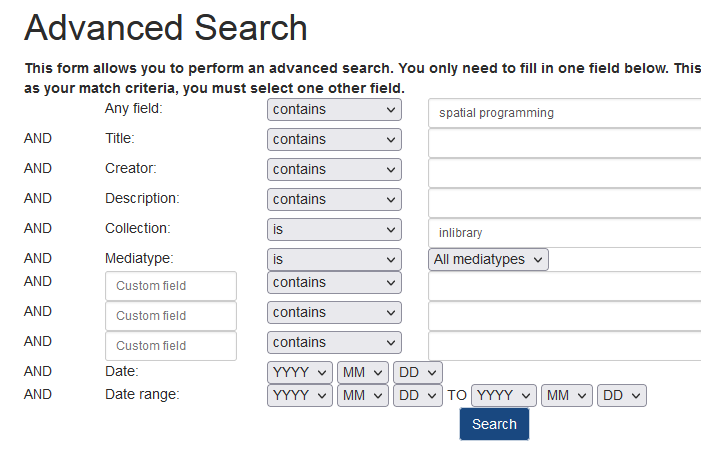 Advanced Search
This form allows you to perform an advanced search. You only need to fill in one field below. This
as your match criteria, you must select one other field.
Any field: contains spatial programming
AND Title: contains
AND Creator: contains
AND Description: contains
AND Collection: is inlibrary
AND Mediatype: is All mediatypes
AND Custom field contains
AND Custom field contains
AND Custom field contains
AND Date: YYYY MM DD
AND Date range: YYYY MM DD TO YYYY MM DD
Search